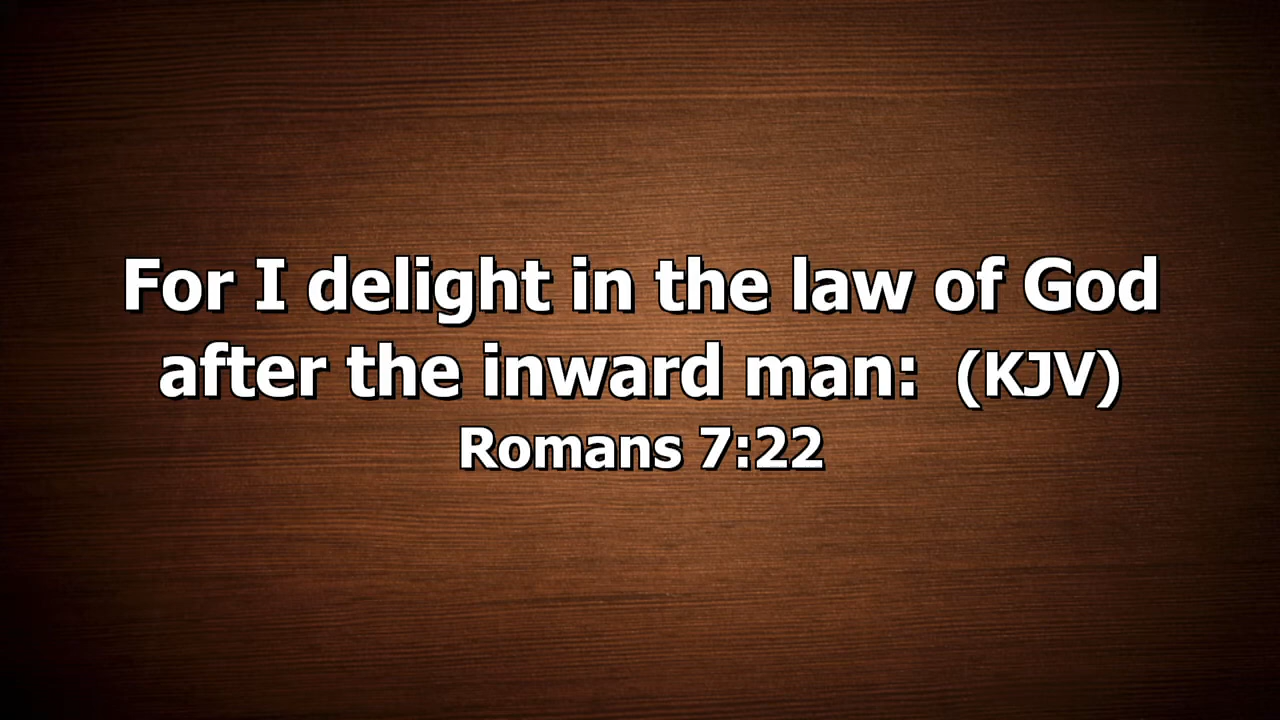 For I delight in the law of God
after the inward man: (KJV)
Romans 7:22